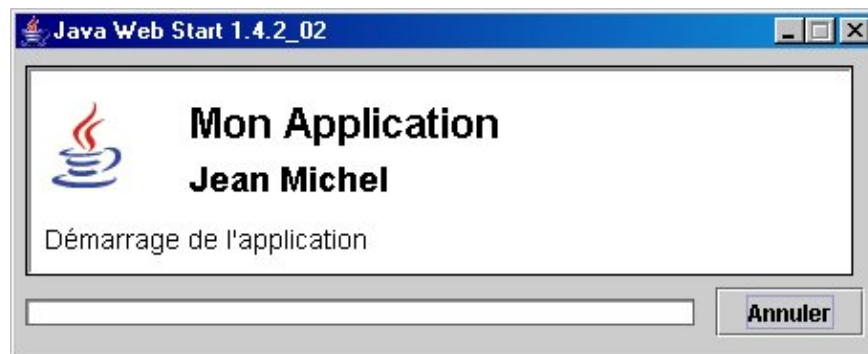 Java Web Start 1.4.2_02
Mon Application
Jean Michel
Démarrage de l'application
Annuler